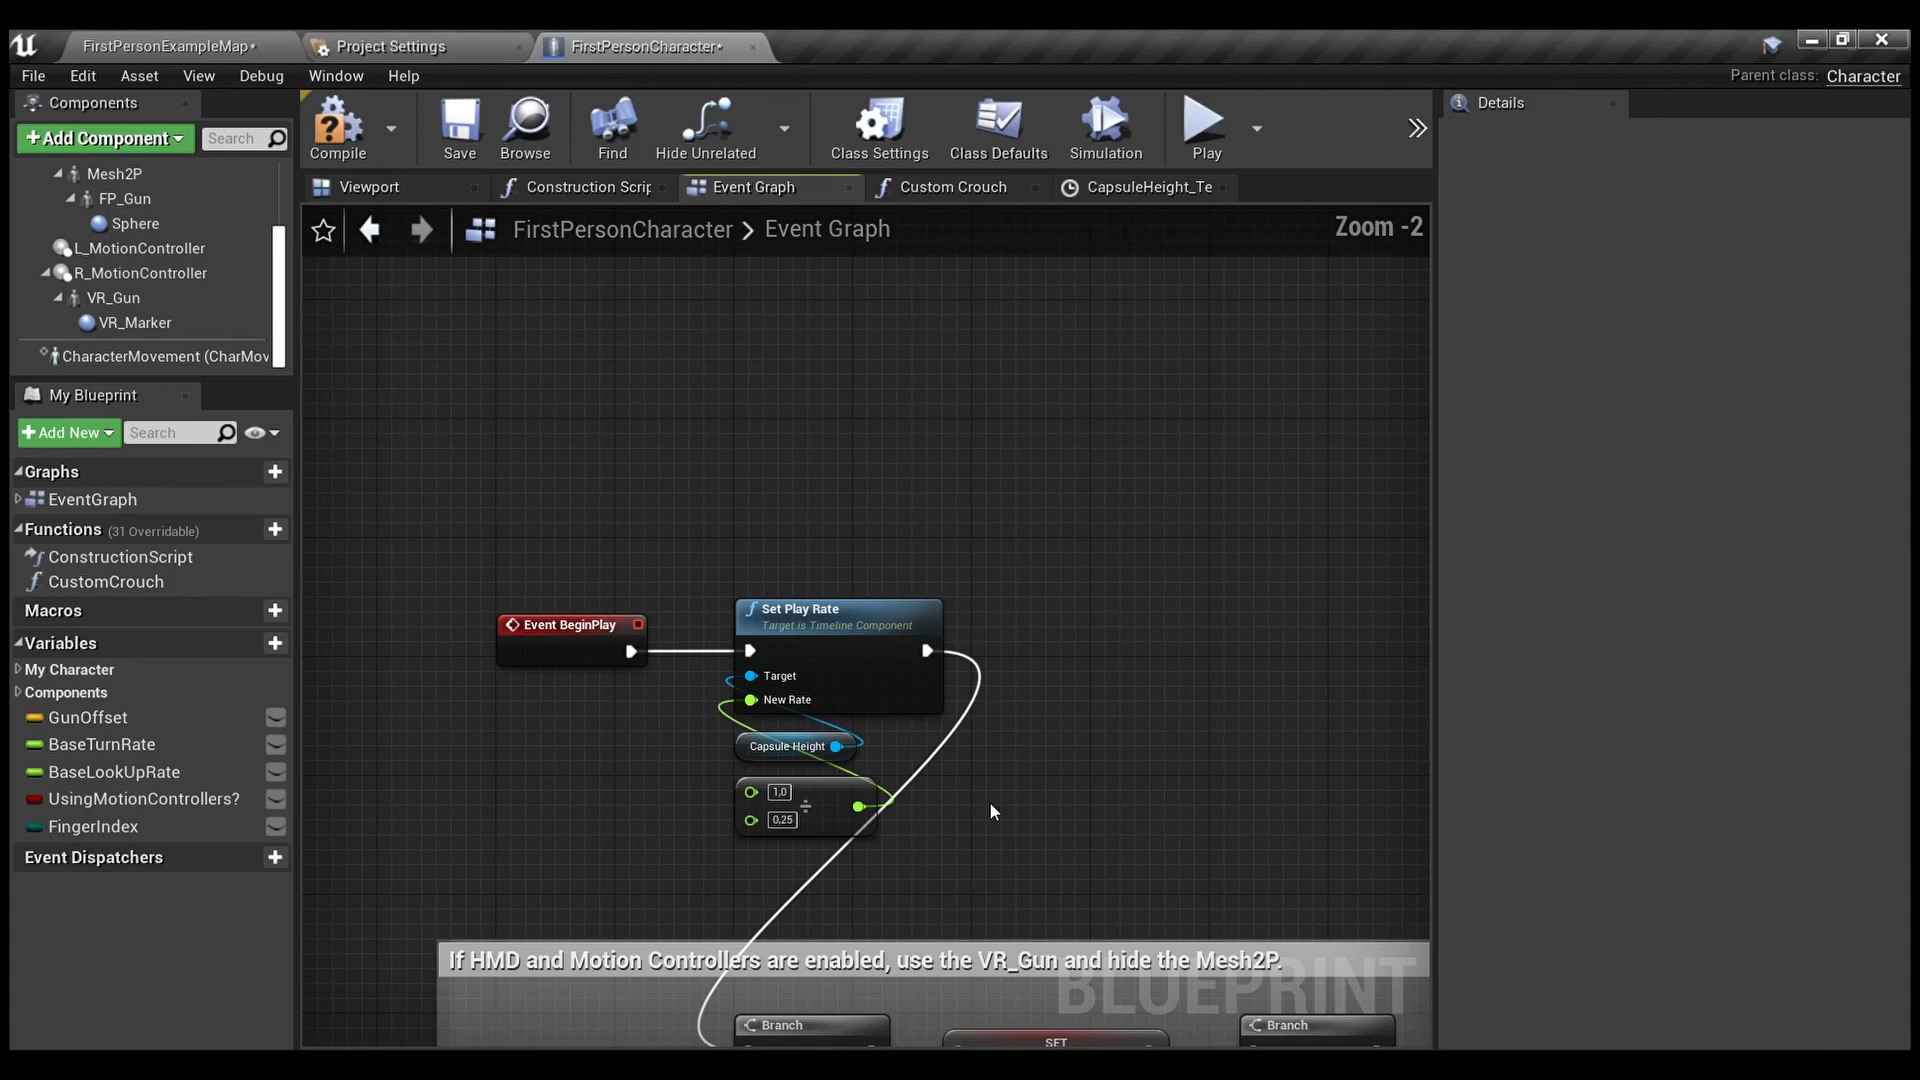 FirstPersonExampleMap*
Project Settings
FirstPersonCharacter*
File Edit Asset View Debug Window Help
Parent class: Character
Components
+Add Component
Search
Mesh2P
FP_Gun
Sphere
L_MotionController
R_MotionController
VR_Gun
VR_Marker
CharacterMovement (CharMov
My Blueprint
+Add New
Search
Graphs
EventGraph
Functions (31 Overridable)
ConstructionScript
CustomCrouch
Macros
Variables
My Character
Components
GunOffset
BaseTurnRate
BaseLookUpRate
UsingMotionControllers?
FingerIndex
Event Dispatchers
Compile
Save
Browse
Find
Hide Unrelated
Class Settings
Class Defaults
Simulation
Play
Viewport
Construction Scrip
Event Graph
Custom Crouch
CapsuleHeight_Te
FirstPersonCharacter > Event Graph
Zoom -2
Event BeginPlay
Set Play Rate
Target is Timeline Component
Target
New Rate
Capsule Height
1,0
÷
0,25
If HMD and Motion Controllers are enabled, use the VR_Gun and hide the Mesh2P.
BLUEPRINT
Branch
SET
Branch
Details